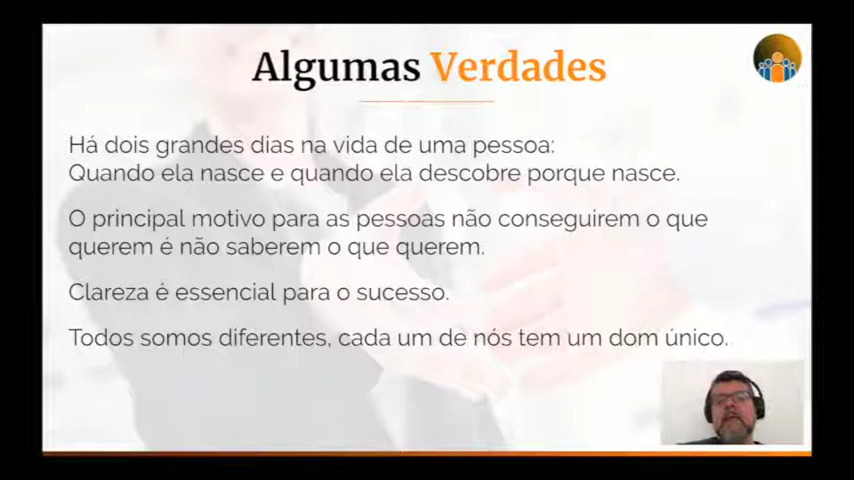 Algumas Verdades
Há dois grandes dias na vida de uma pessoa:
Quando ela nasce e quando ela descobre porque nasce.
O principal motivo para as pessoas não conseguirem o que
querem é não saberem o que querem.
Clareza é essencial para o sucesso.
Todos somos diferentes, cada um de nós tem um dom único.